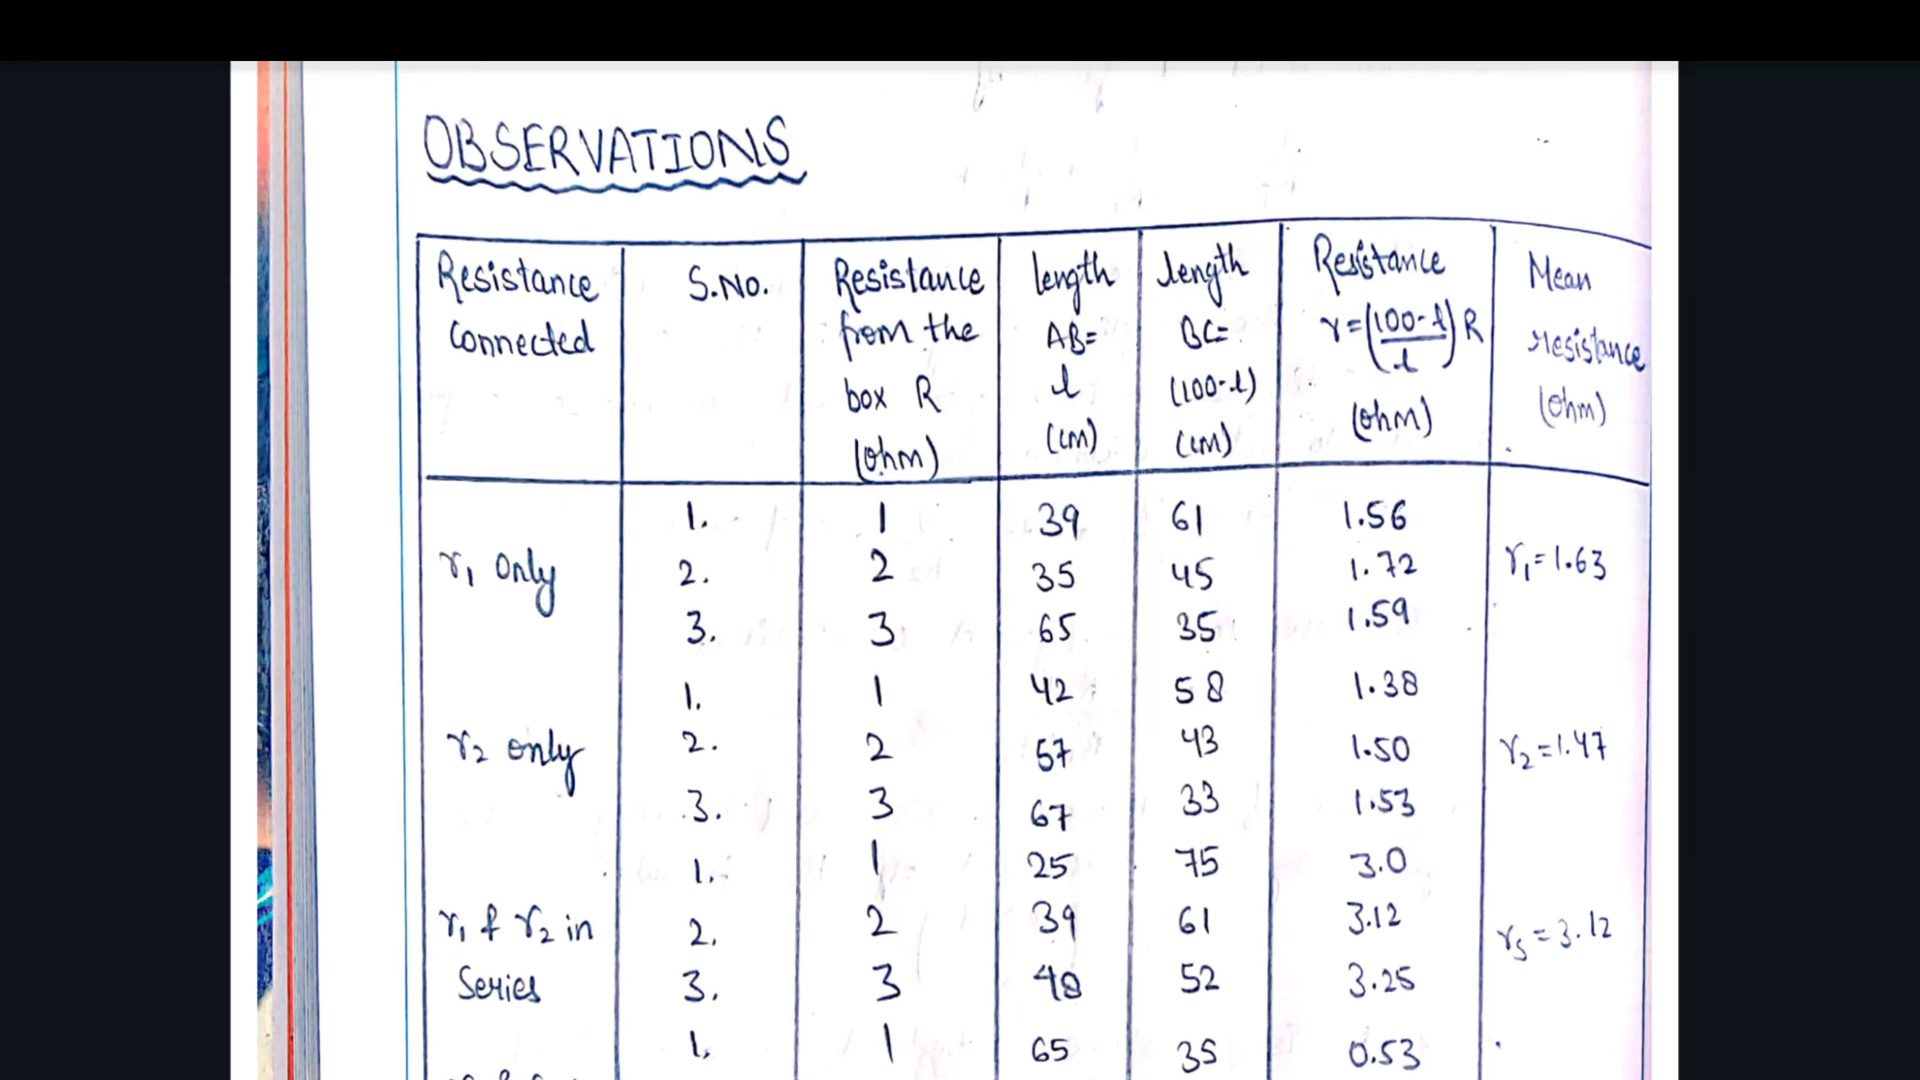 OBSERVATIONS
Resistance connected | S.No. | Resistance from the box R (ohm) | length AB= l (cm) | length BC= (100-l) (cm) | Resistance r=(100-l/l)R (ohm) | Mean resistance (ohm)
r₁ only | 1. | 1 | 39 | 61 | 1.56
2. | 2 | 35 | 45 | 1.72 | r₁=1.63
3. | 3 | 65 | 35 | 1.59
r₂ only | 1. | 1 | 42 | 58 | 1.38
2. | 2 | 57 | 43 | 1.50 | r₂=1.47
3. | 3 | 67 | 33 | 1.53
r₁ & r₂ in Series | 1. | 1 | 25 | 75 | 3.0
2. | 2 | 39 | 61 | 3.12 | rs=3.12
3. | 3 | 48 | 52 | 3.25
1. | 1 | 65 | 35 | 0.53